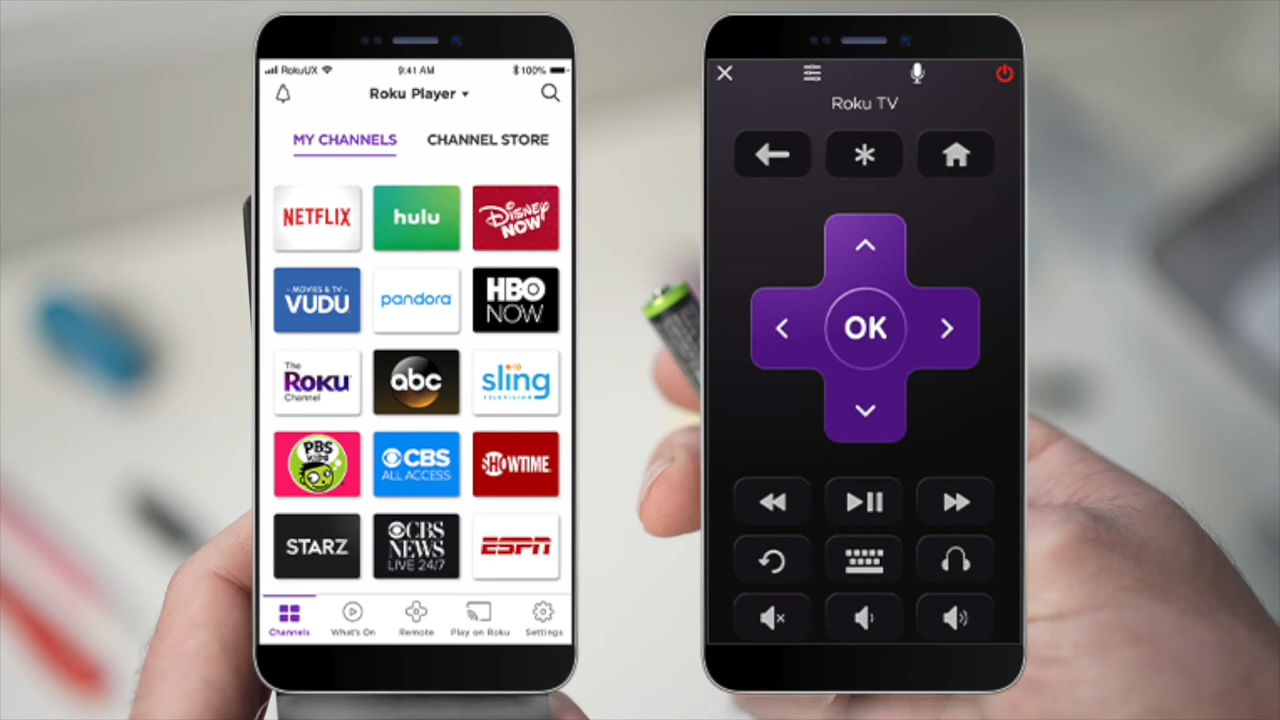 RokuUX 9:41 AM 100%
Roku Player
MY CHANNELS CHANNEL STORE
NETFLIX
hulu
DISNEY
NOW
MOVIES & TV
VUDU
pandora
HBO
NOW
The
Roku
Channel
abc
sling
TELEVISION
PBS
KIDS
CBS
ALL ACCESS
SHOWTIME
STARZ
CBS
NEWS
LIVE 24/7
ESPN
Channels What's On Remote Play on Roku Settings
Roku TV
OK